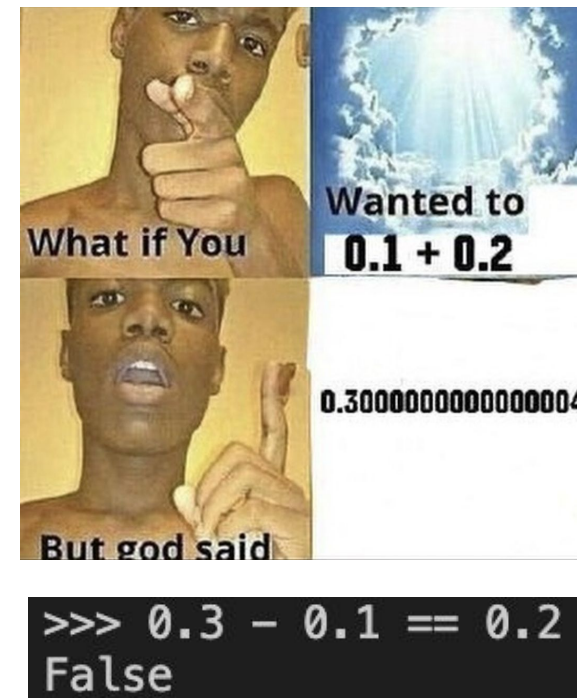 What if You
Wanted to
0.1 + 0.2
But god said
0.30000000000000004
>>> 0.3 - 0.1 == 0.2
False